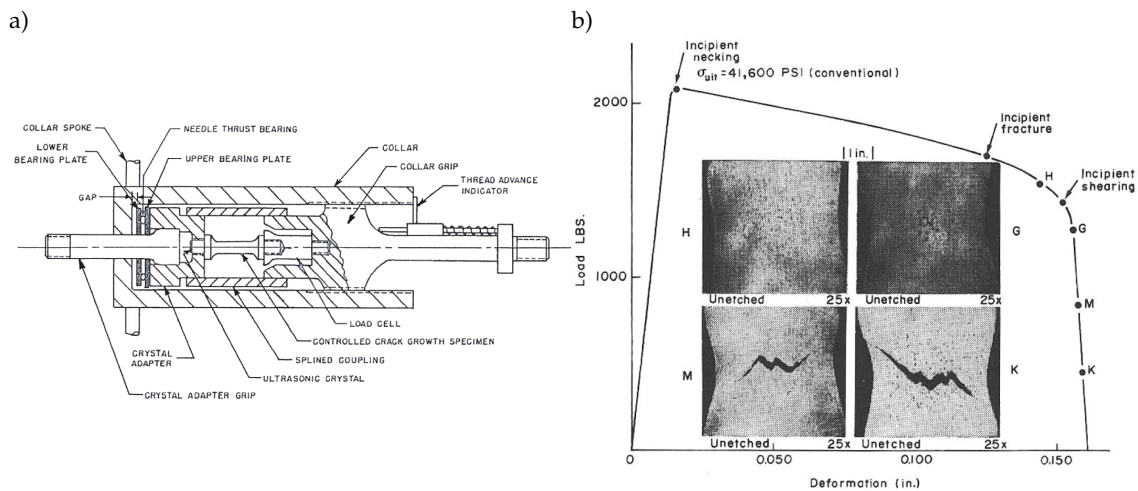 a)
COLLAR SPOKE
NEEDLE THRUST BEARING
LOWER
BEARING PLATE
UPPER BEARING PLATE
COLLAR
COLLAR GRIP
GAP
THREAD ADVANCE
INDICATOR
LOAD CELL
CONTROLLED CRACK GROWTH SPECIMEN
CRYSTAL
ADAPTER
SPLINED COUPLING
ULTRASONIC CRYSTAL
CRYSTAL ADAPTER GRIP
b)
Incipient
necking
σult = 41,600 PSI (conventional)
2000
Incipient
fracture
.1 in.
H
Incipient
shearing
H
G
G
Load LBS.
1000
Unetched 25x
Unetched 25x
M
M
K
K
Unetched 25x
Unetched 25x
0
0.050
0.100
0.150
Deformation (in.)